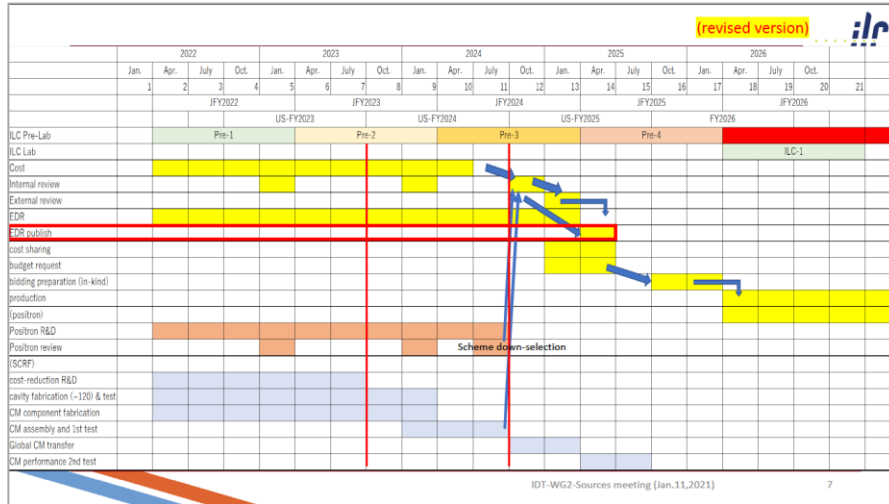 (revised version)
ilc
2022 2023 2024 2025 2026
Jan. Apr. July Oct. Jan. Apr. July Oct. Jan. Apr. July Oct. Jan. Apr. July Oct. Jan. Apr. July Oct.
1 2 3 4 5 6 7 8 9 10 11 12 13 14 15 16 17 18 19 20 21
JFY2022 JFY2023 JFY2024 JFY2025 JFY2026
US-FY2023 US-FY2024 US-FY2025 FY2026
ILC Pre-Lab Pre-1 Pre-2 Pre-3 Pre-4
ILC Lab ILC-1
Cost
Internal review
External review
EDR
EDR publish
cost sharing
budget request
bidding preparation (in-kind)
production
(positron)
Positron R&D
Positron review Scheme down-selection
(SCRF)
cost-reduction R&D
cavity fabrication (~120) & test
CM component fabrication
CM assembly and 1st test
Global CM transfer
CM performance 2nd test
IDT-WG2-Sources meeting (Jan.11,2021) 7